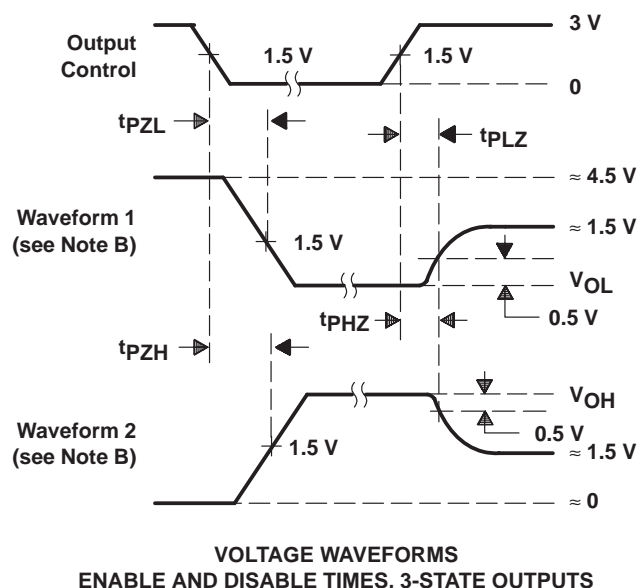 3 V
Output
Control
1.5 V
1.5 V
0
tPZL
tPLZ
≈ 4.5 V
Waveform 1
(see Note B)
1.5 V
≈ 1.5 V
VOL
tPHZ
0.5 V
tPZH
VOH
Waveform 2
(see Note B)
1.5 V
0.5 V
≈ 1.5 V
≈ 0
VOLTAGE WAVEFORMS
ENABLE AND DISABLE TIMES, 3-STATE OUTPUTS